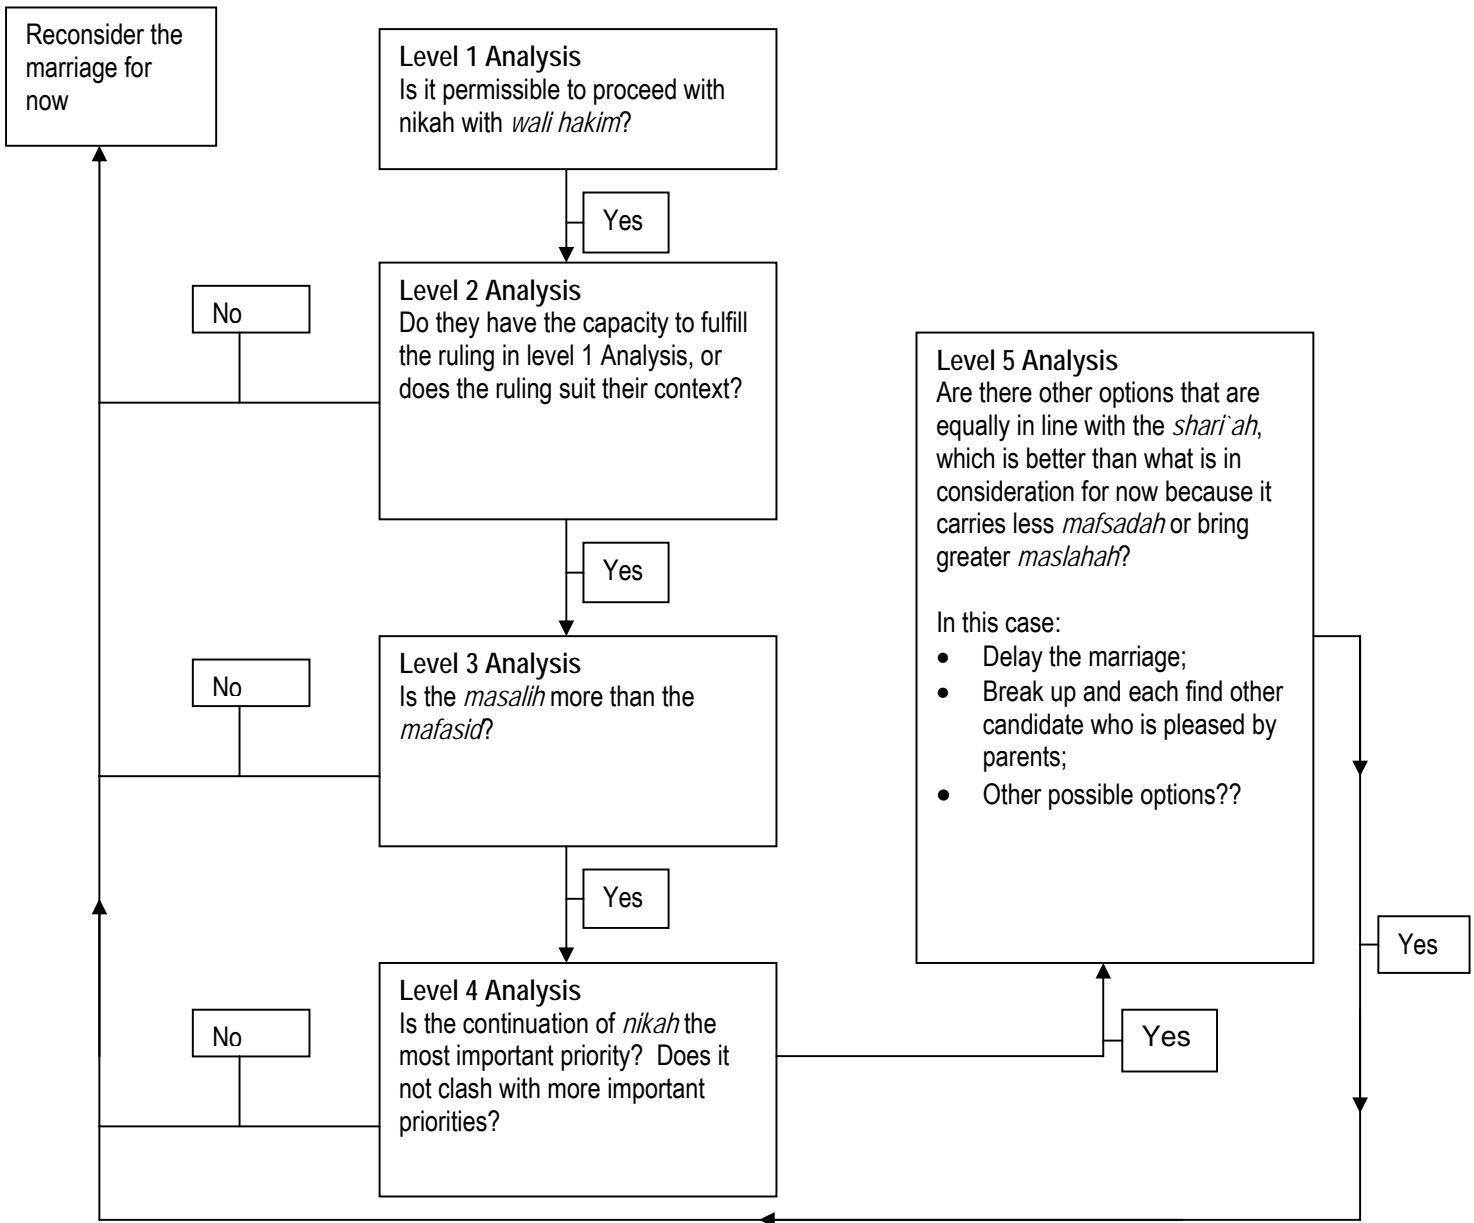 Reconsider the
marriage for
now
Level 1 Analysis
Is it permissible to proceed with
nikah with wali hakim?
Yes
Level 2 Analysis
Do they have the capacity to fulfill
the ruling in level 1 Analysis, or
does the ruling suit their context?
No
Yes
Level 3 Analysis
Is the masalih more than the
mafasid?
No
Yes
Level 4 Analysis
Is the continuation of nikah the
most important priority? Does it
not clash with more important
priorities?
No
Yes
Level 5 Analysis
Are there other options that are
equally in line with the shari`ah,
which is better than what is in
consideration for now because it
carries less mafsadah or bring
greater maslahah?
In this case:
• Delay the marriage;
• Break up and each find other
candidate who is pleased by
parents;
• Other possible options??
Yes